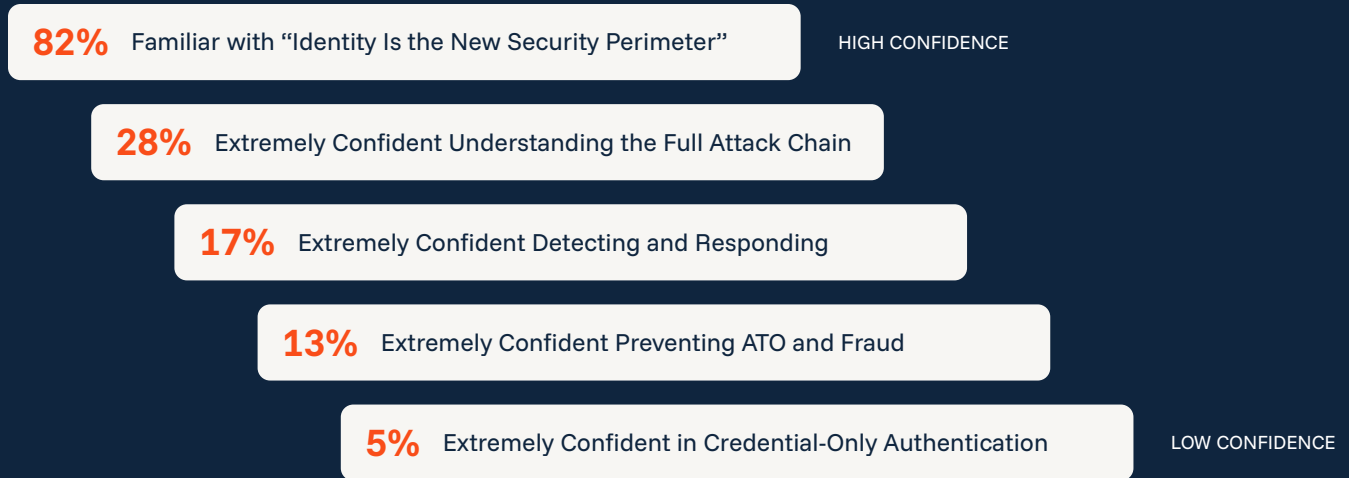 82% Familiar with “Identity Is the New Security Perimeter” HIGH CONFIDENCE
28% Extremely Confident Understanding the Full Attack Chain
17% Extremely Confident Detecting and Responding
13% Extremely Confident Preventing ATO and Fraud
5% Extremely Confident in Credential-Only Authentication LOW CONFIDENCE